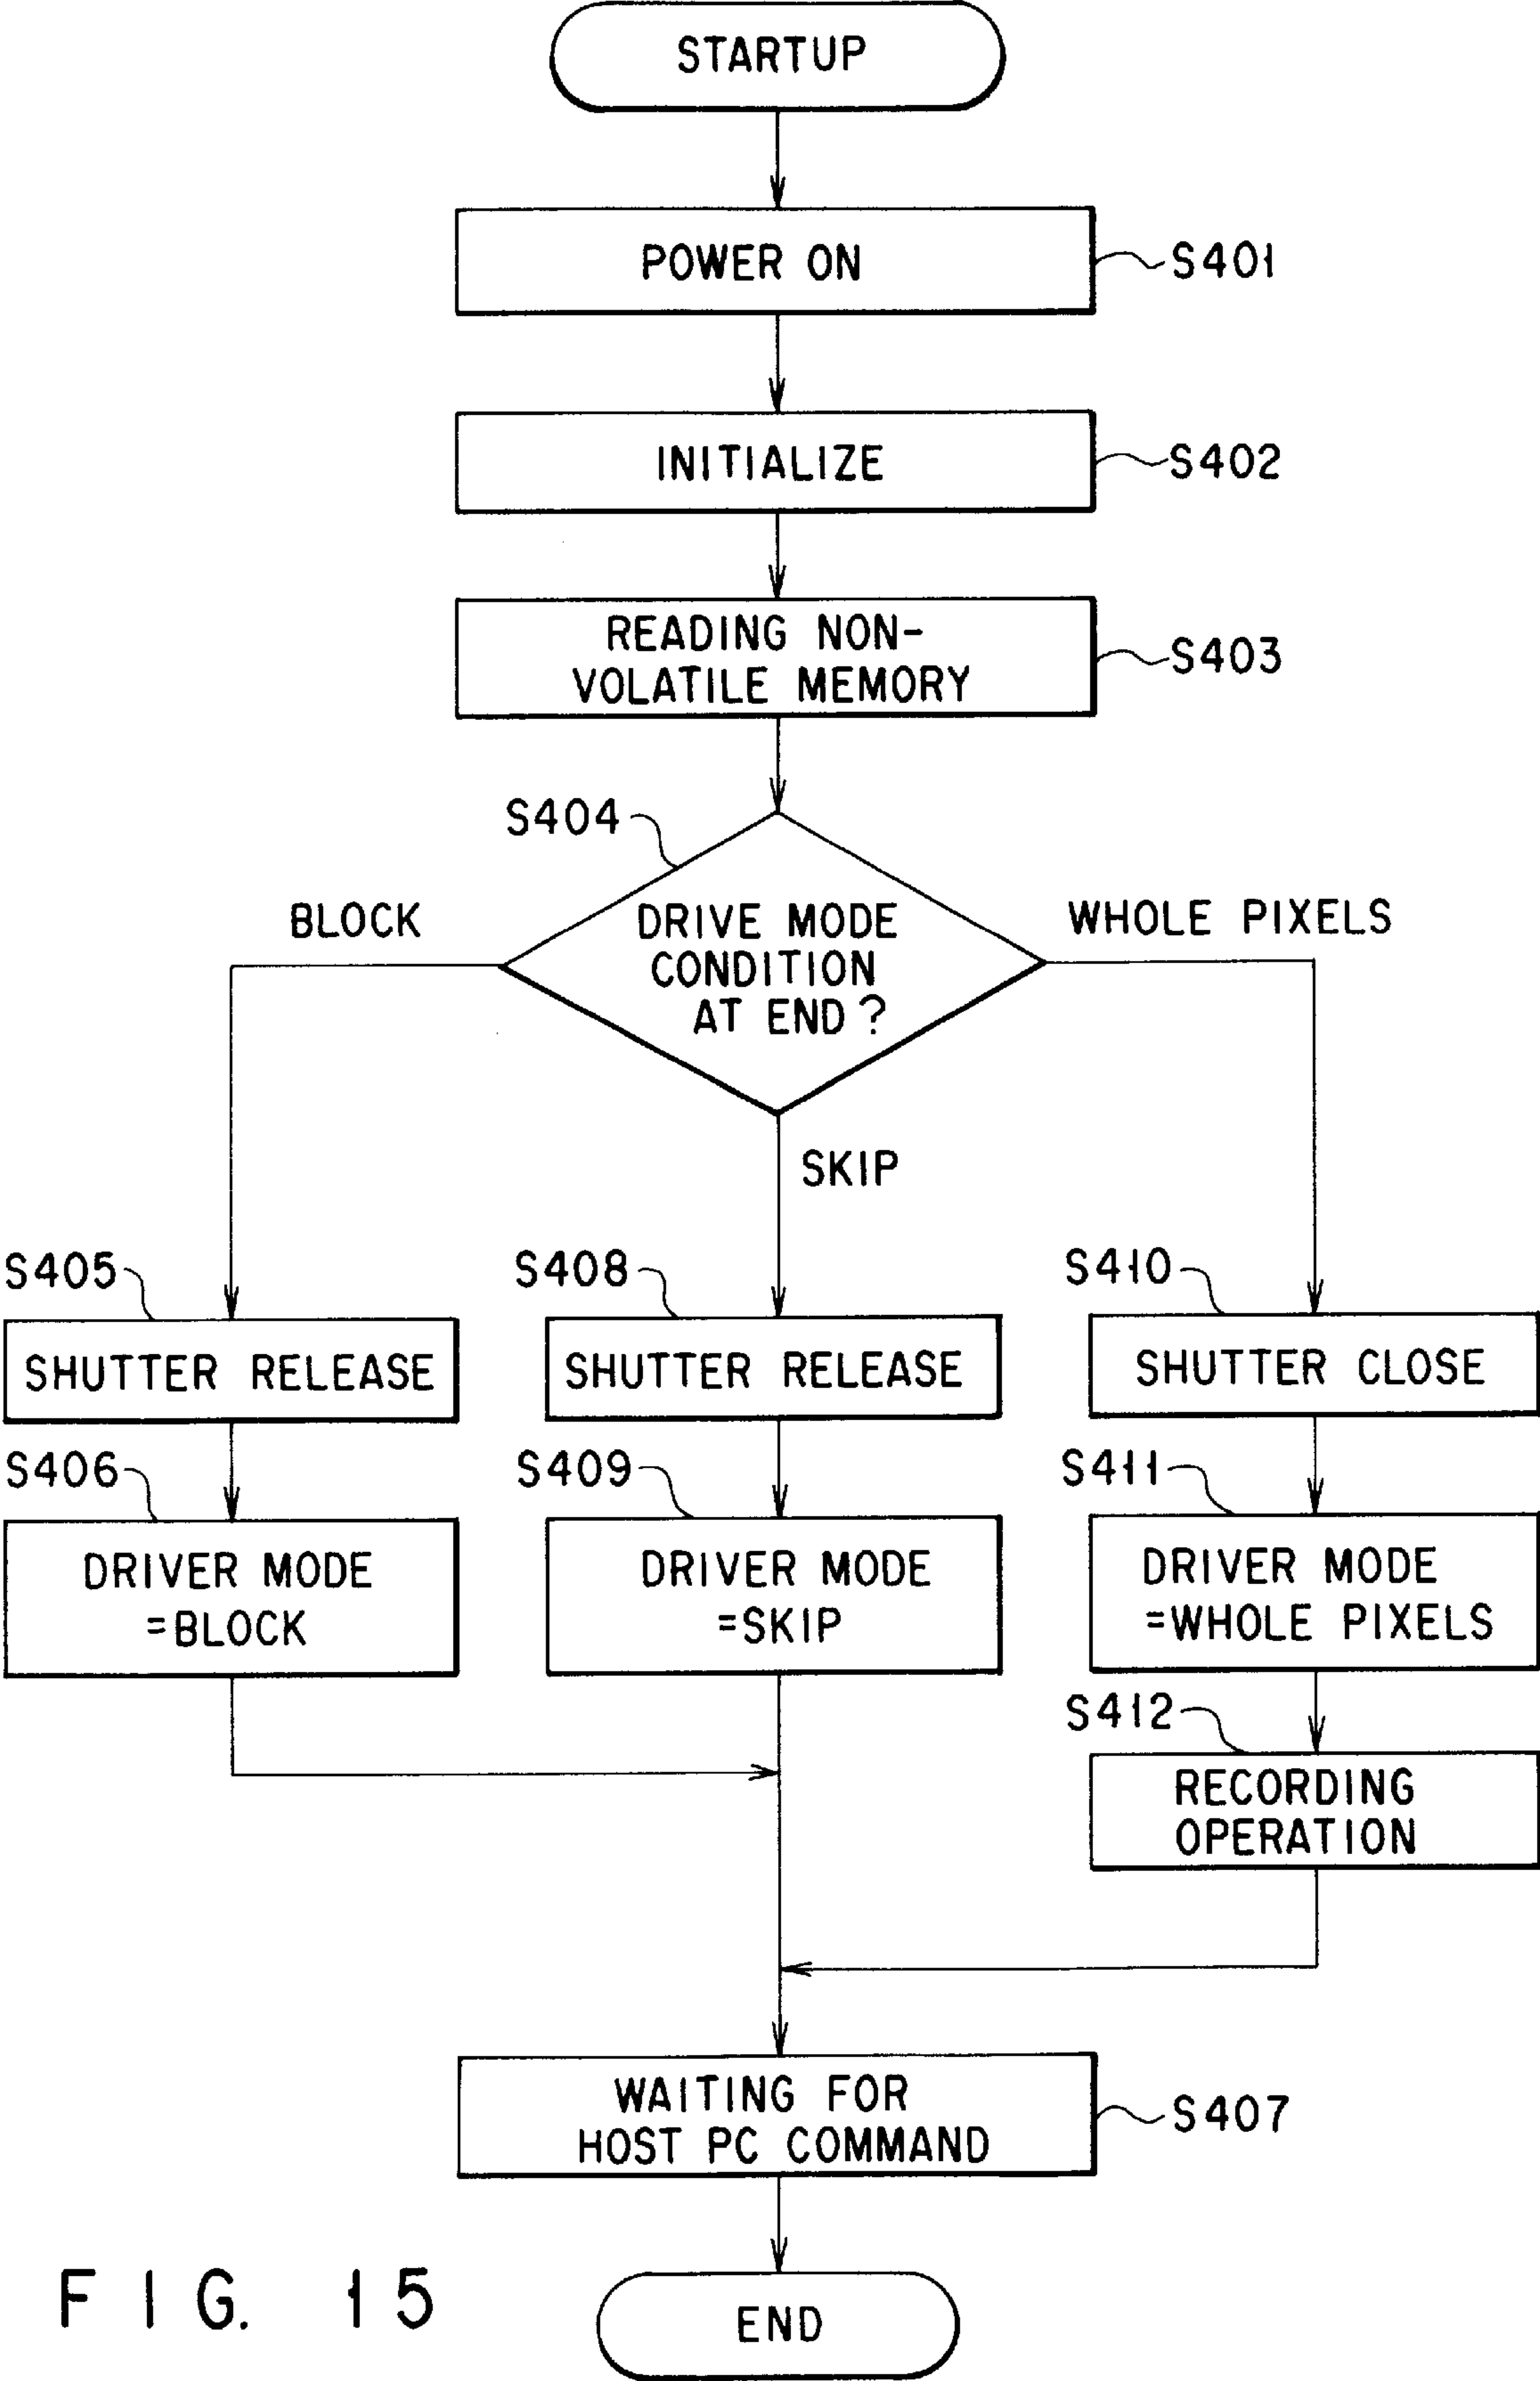 STARTUP
POWER ON
S401
INITIALIZE
S402
READING NON-
VOLATILE MEMORY
S403
S404
DRIVE MODE
CONDITION
AT END ?
BLOCK
WHOLE PIXELS
SKIP
S405
SHUTTER RELEASE
S408
SHUTTER RELEASE
S410
SHUTTER CLOSE
S406
DRIVER MODE
=BLOCK
S409
DRIVER MODE
=SKIP
S411
DRIVER MODE
=WHOLE PIXELS
S412
RECORDING
OPERATION
WAITING FOR
HOST PC COMMAND
S407
END
FIG. 15